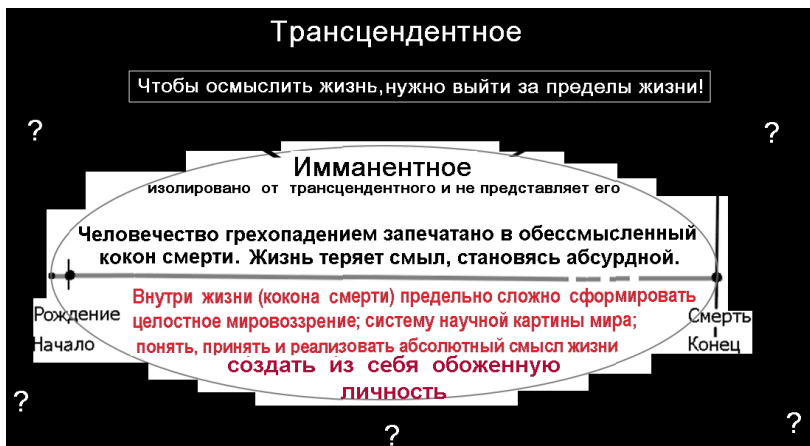 Трансцендентное
Чтобы осмыслить жизнь,нужно выйти за пределы жизни!
?
?
Имманентное
изолировано от трансцендентного и не представляет его
Человечество грехопадением запечатано в обессмысленный
кокон смерти. Жизнь теряет смыл, становясь абсурдной.
Внутри жизни (кокона смерти) предельно сложно сформировать
Рождение
целостное мировоззрение; систему научной картины мира;
Смерть
Начало
понять, принять и реализовать абсолютный смысл жизни
Конец
создать из себя обоженную
личность
?
?
?